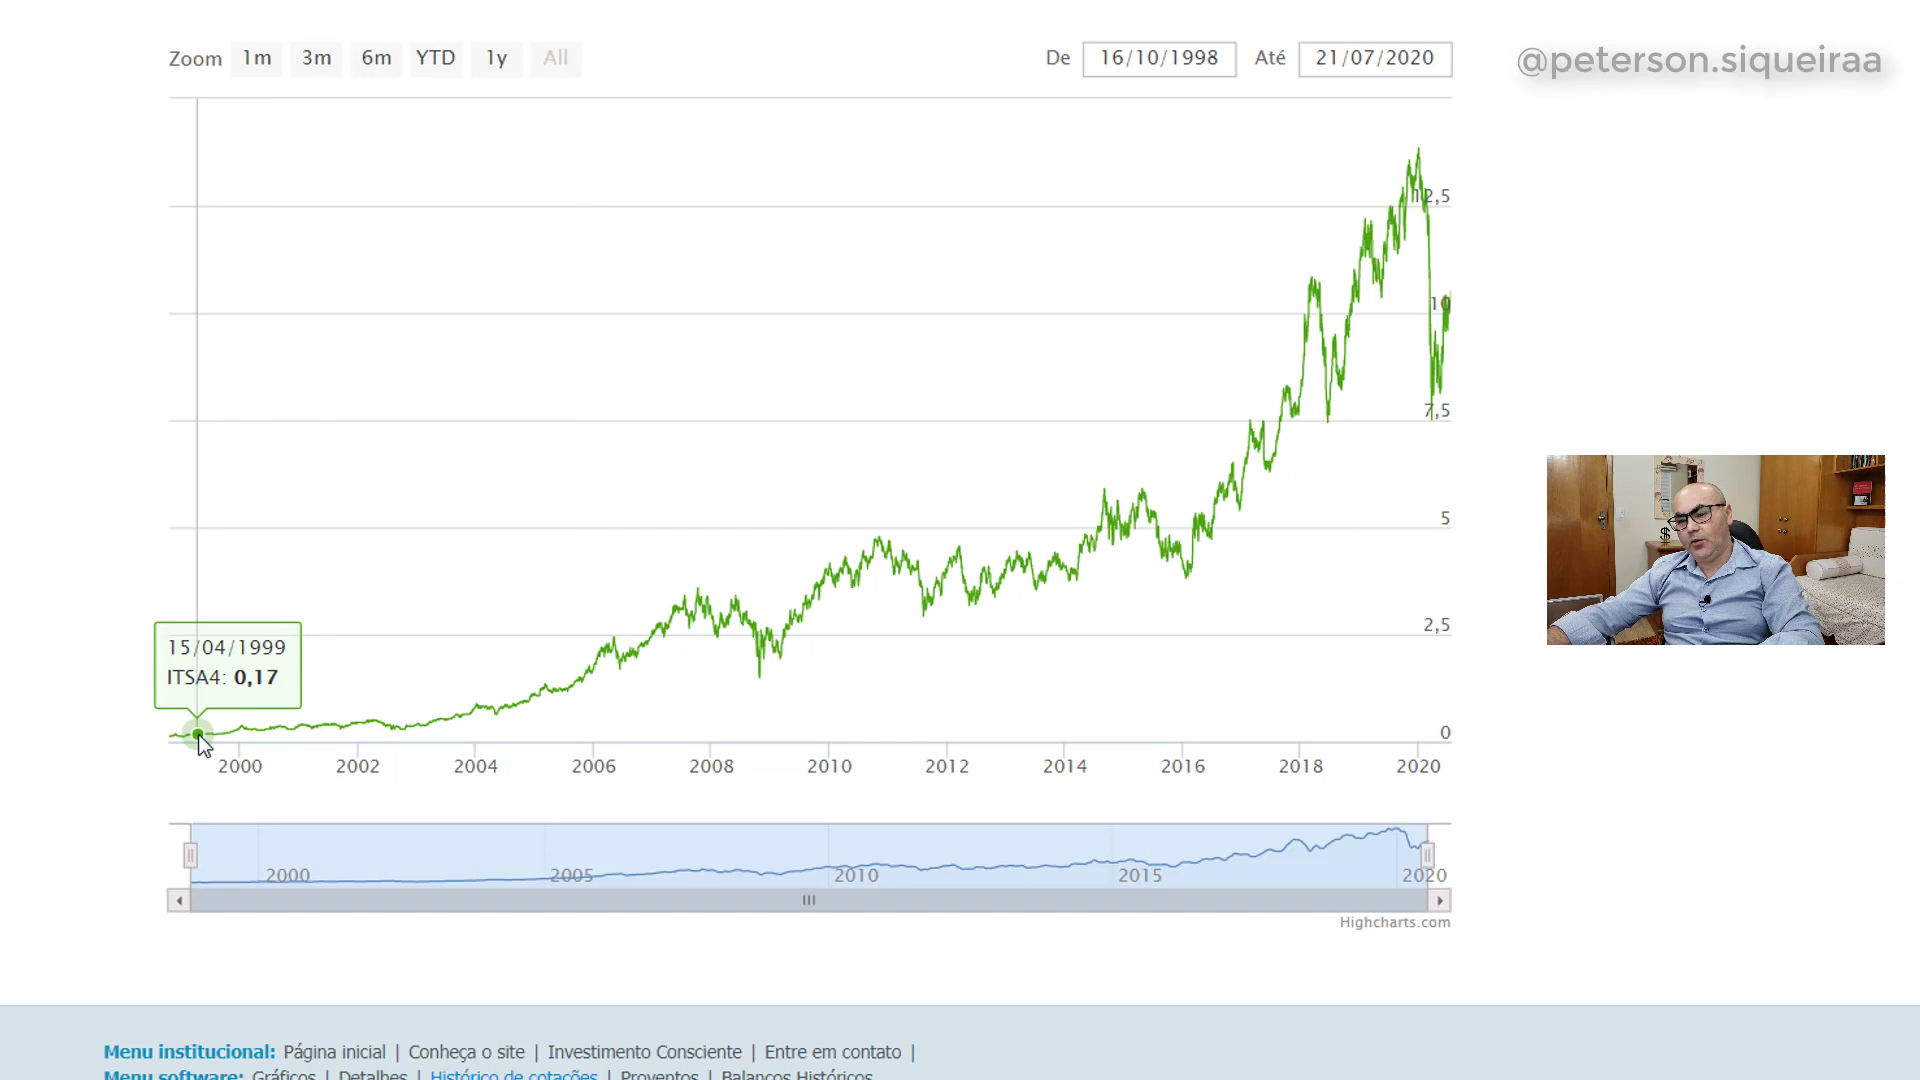 Zoom 1m 3m 6m YTD 1y All De 16/10/1998 Até 21/07/2020
@peterson.siqueiraa
12,5
10
7,5
5
2,5
0
15/04/1999
ITSA4: 0,17
2000 2002 2004 2006 2008 2010 2012 2014 2016 2018 2020
2000 2005 2010 2015 2020
Highcharts.com
Menu institucional: Página inicial | Conheça o site | Investimento Consciente | Entre em contato |
Menu software: Gráficos | Detalhes | Histórico de cotações | Proventos | Balanços Históricos